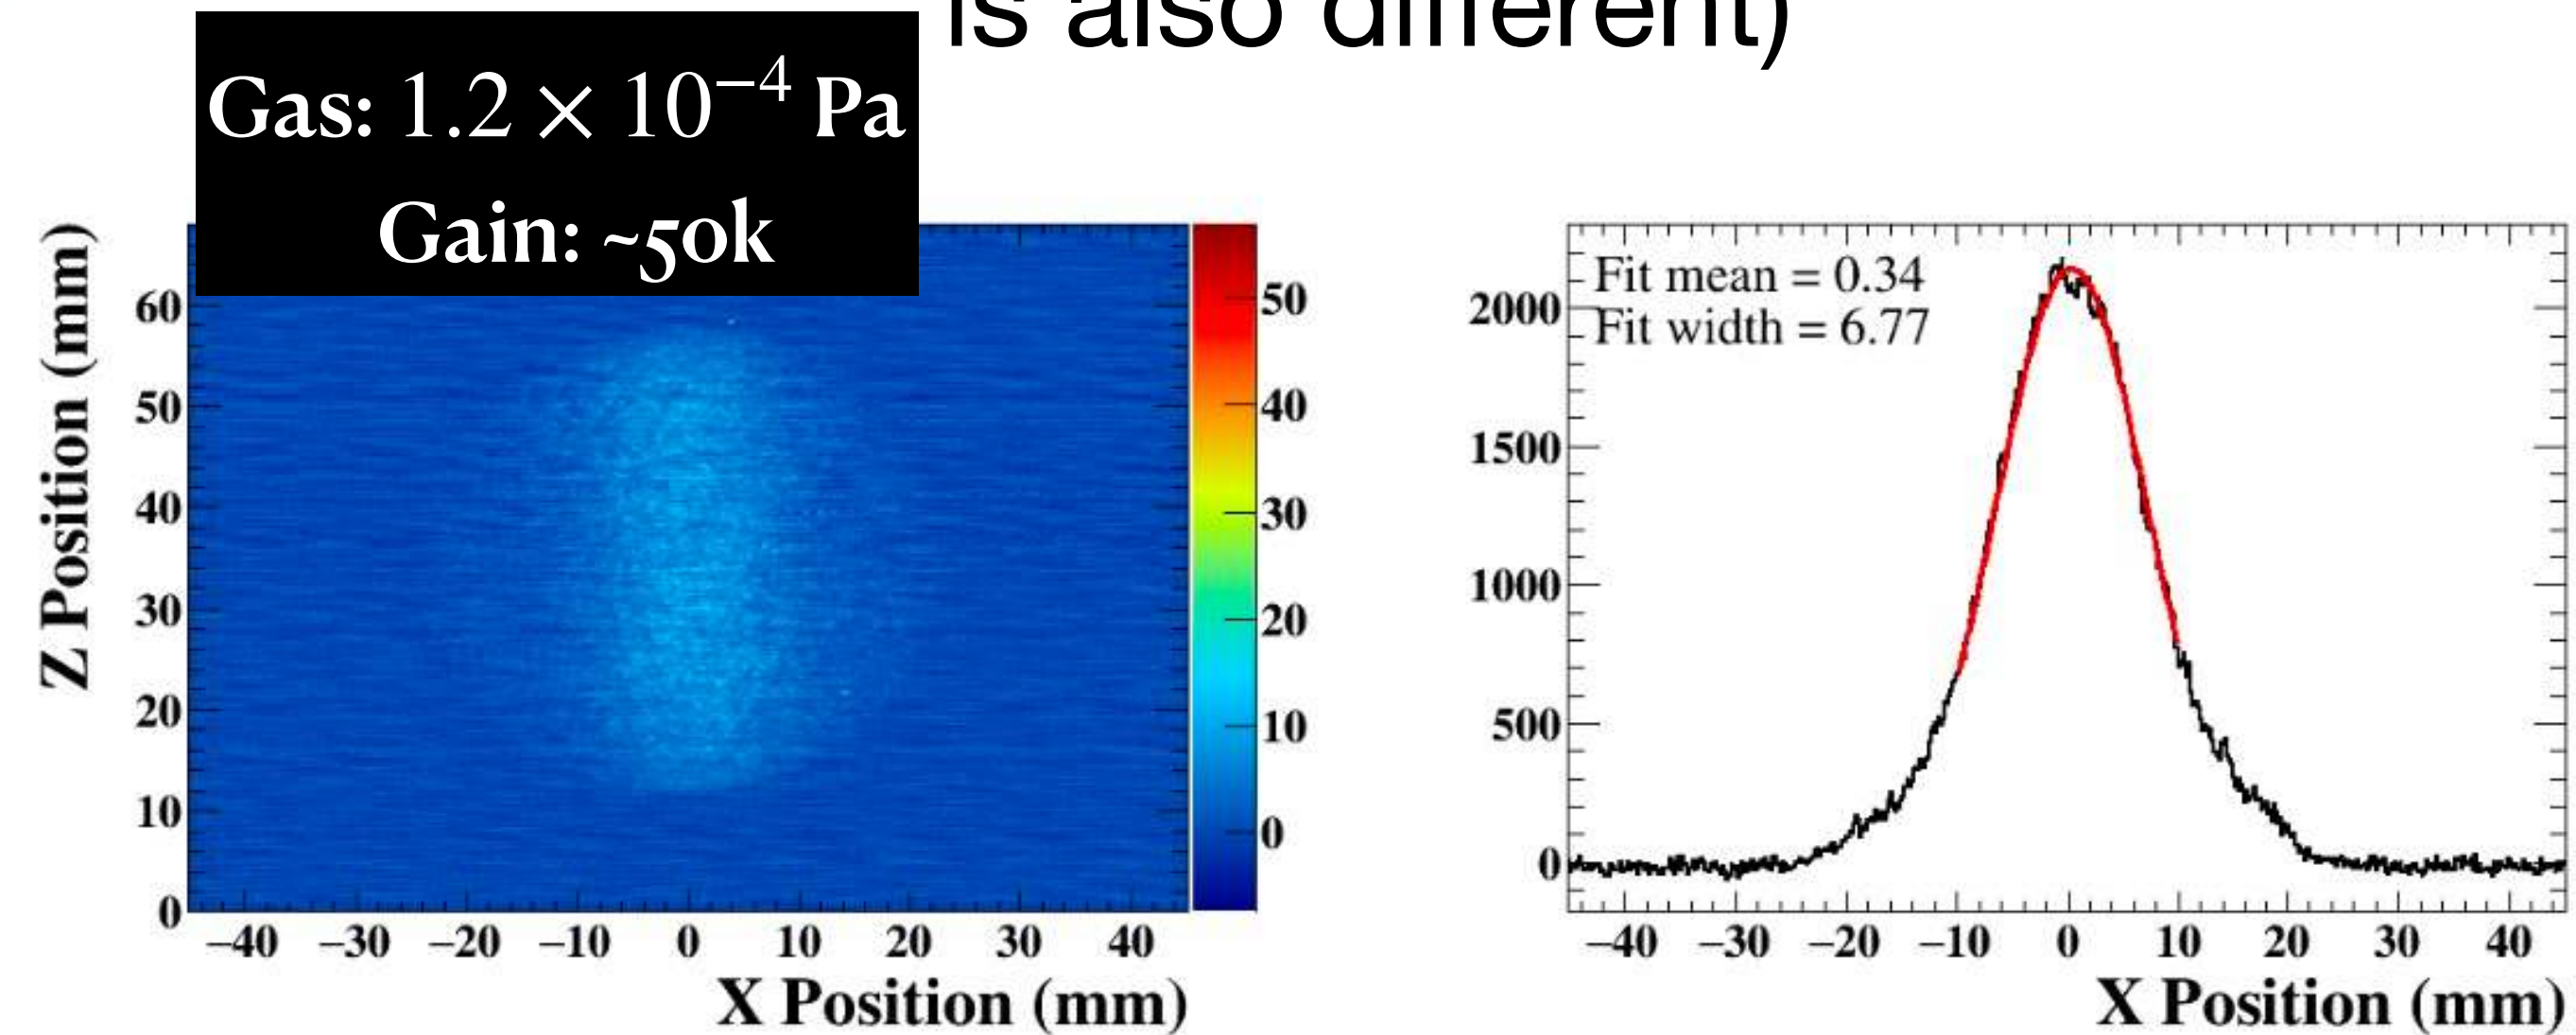 is also different)
Gas: 1.2 × 10⁻⁴ Pa
Gain: ~50k
Z Position (mm)
60
50
40
30
20
10
0
−40 −30 −20 −10 0 10 20 30 40
X Position (mm)
50
40
30
20
10
0
Fit mean = 0.34
Fit width = 6.77
2000
1500
1000
500
0
−40 −30 −20 −10 0 10 20 30 40
X Position (mm)